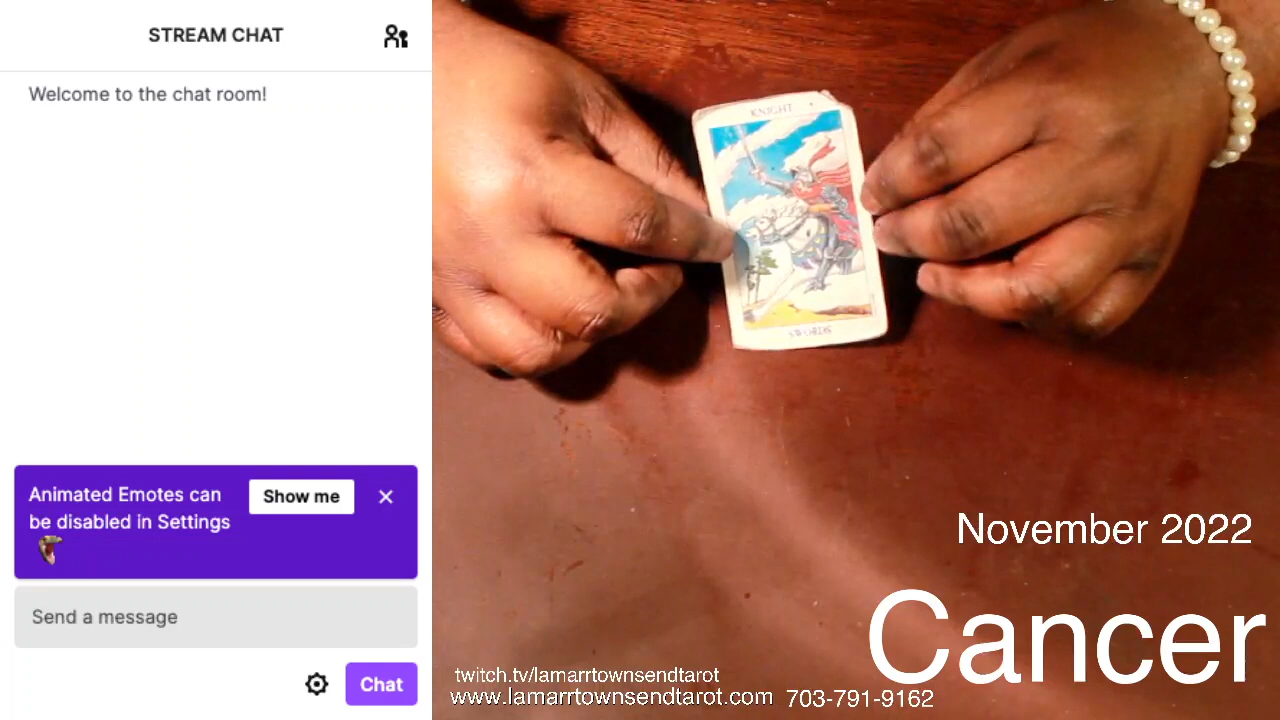 STREAM CHAT
Welcome to the chat room!
Animated Emotes can
be disabled in Settings
Show me
Send a message
Chat
KNIGHT
SWORDS
November 2022
Cancer
twitch.tv/lamarrtownsendtarot
www.lamarrtownsendtarot.com 703-791-9162